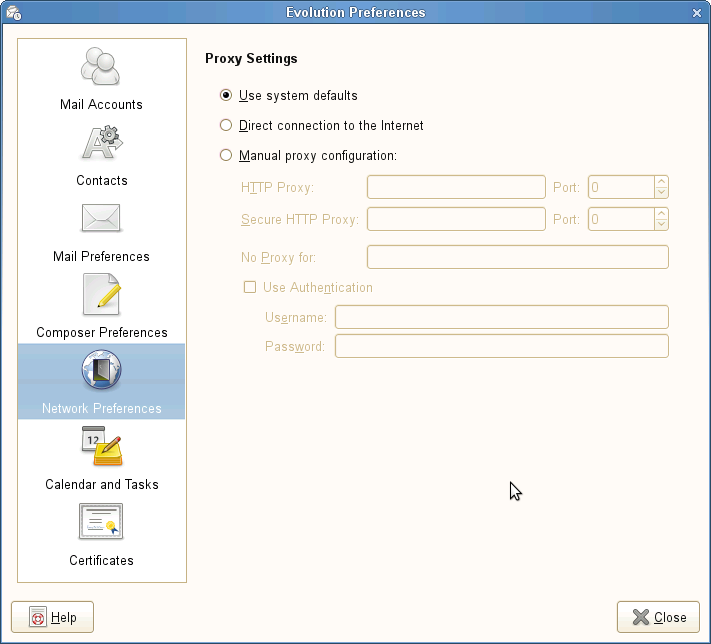 Evolution Preferences
Mail Accounts
Contacts
Mail Preferences
Composer Preferences
Network Preferences
12
Calendar and Tasks
Certificates
Proxy Settings
Use system defaults
Direct connection to the Internet
Manual proxy configuration:
HTTP Proxy: Port: 0
Secure HTTP Proxy: Port: 0
No Proxy for:
Use Authentication
Username:
Password:
Help
Close